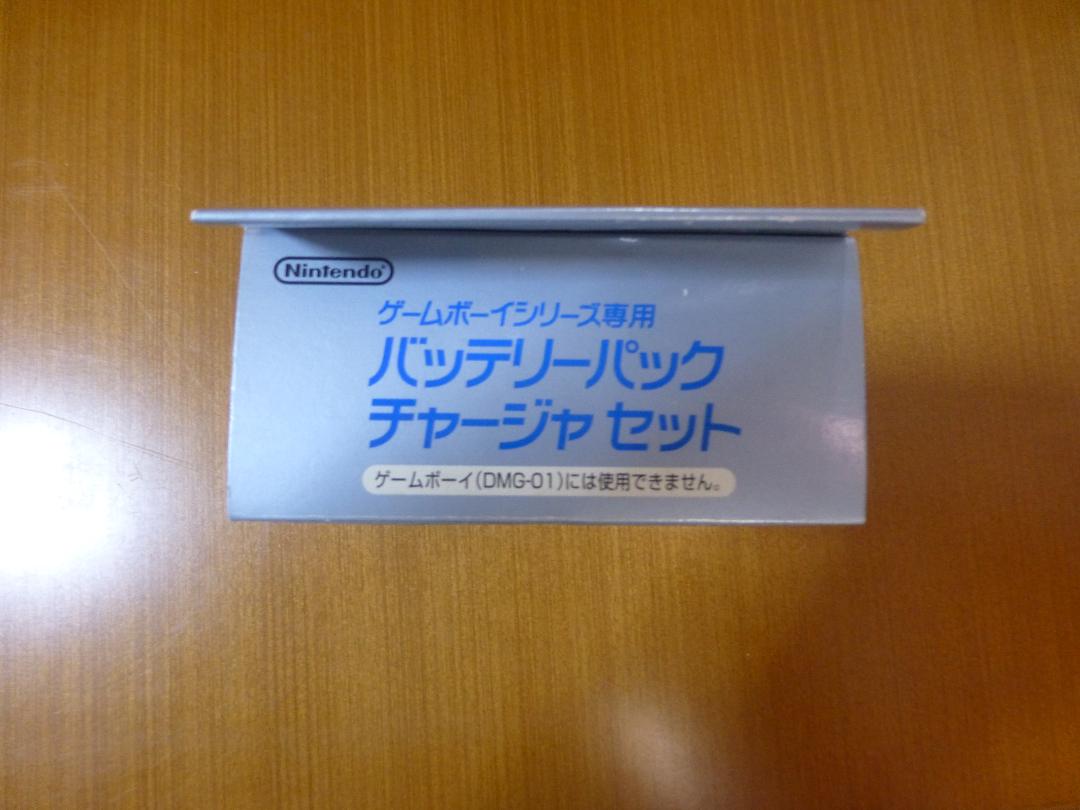 Nintendo®
ゲームボーイシリーズ専用
バッテリーパック
チャージャ セット
ゲームボーイ(DMG-01)には使用できません。